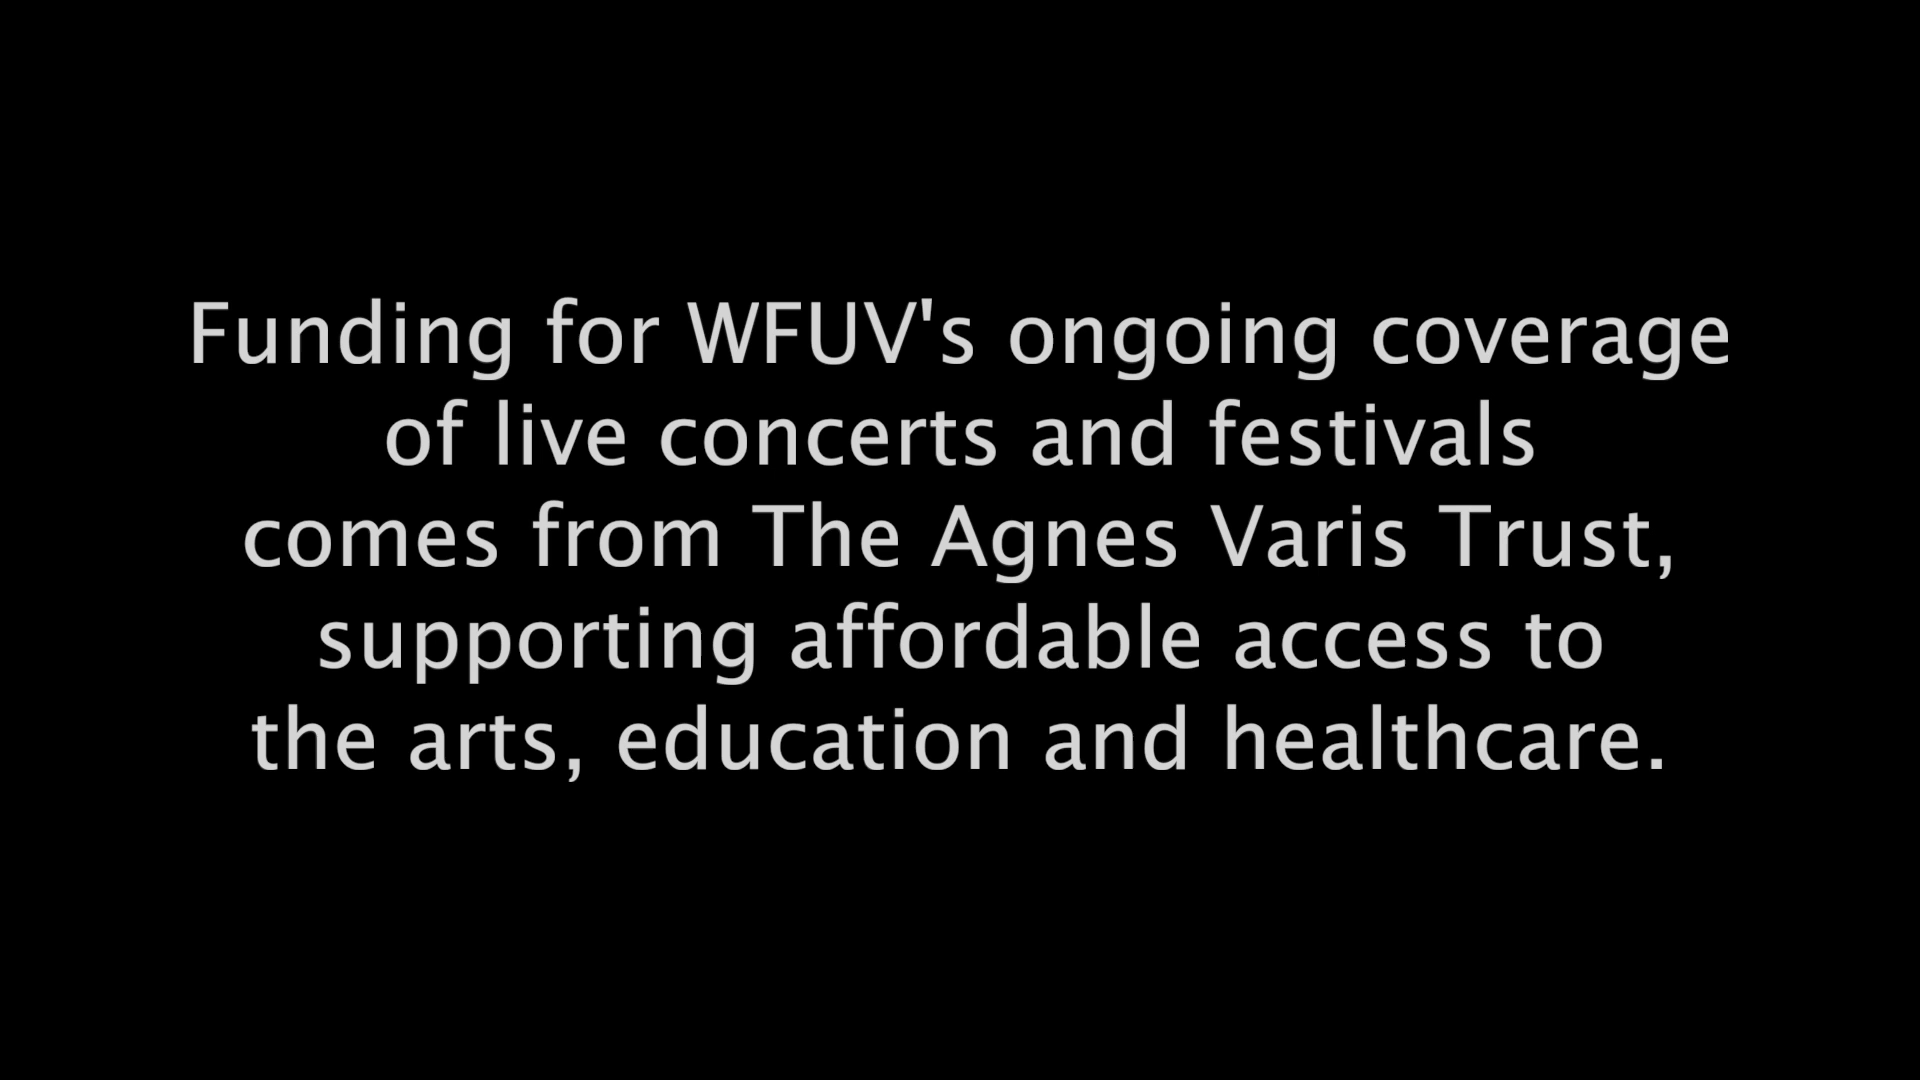 Funding for WFUV's ongoing coverage
of live concerts and festivals
comes from The Agnes Varis Trust,
supporting affordable access to
the arts, education and healthcare.